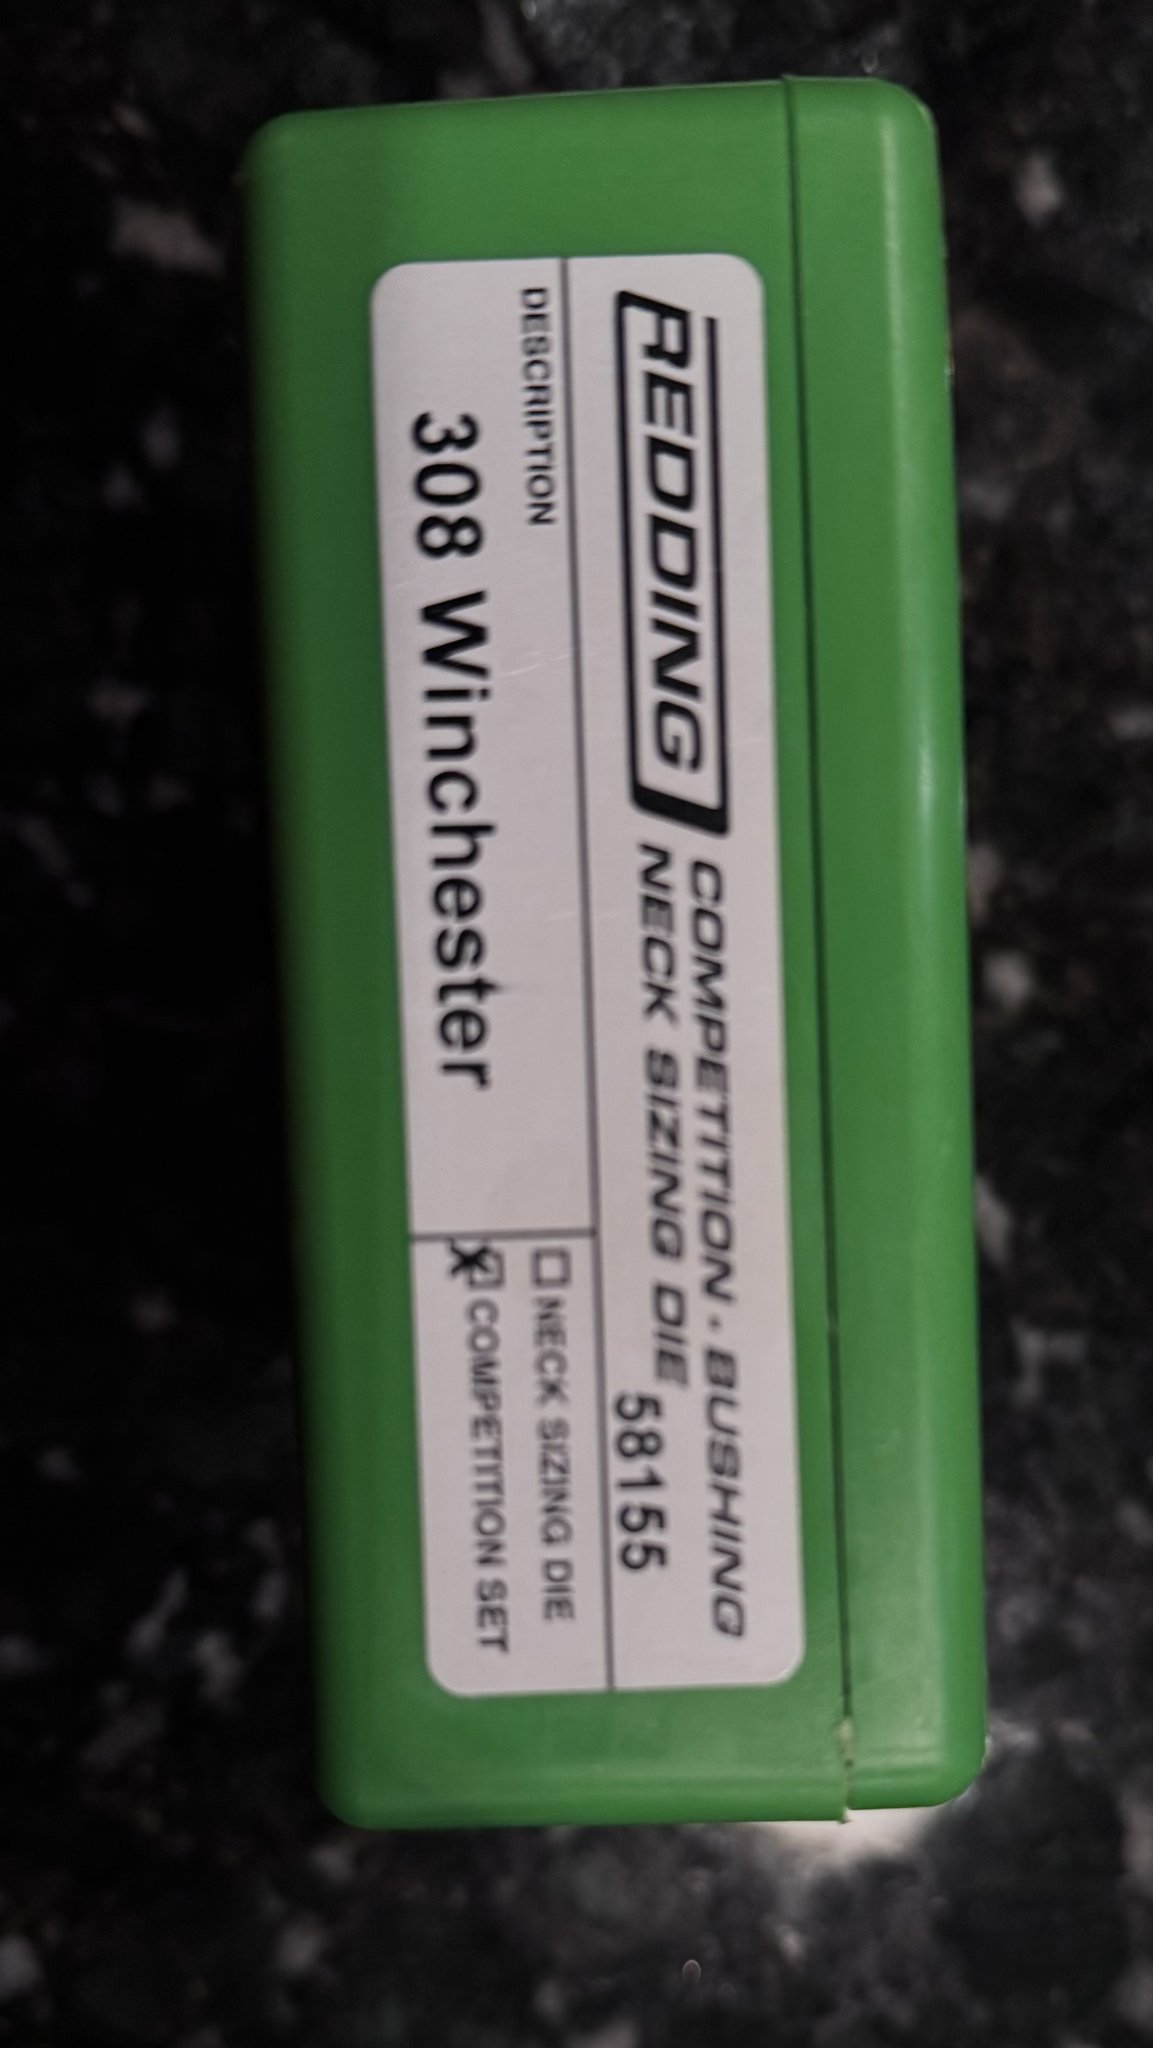 REDDING
COMPETITION - BUSHING
NECK SIZING DIE
58155
DESCRIPTION
308 Winchester
NECK SIZING DIE
X COMPETITION SET